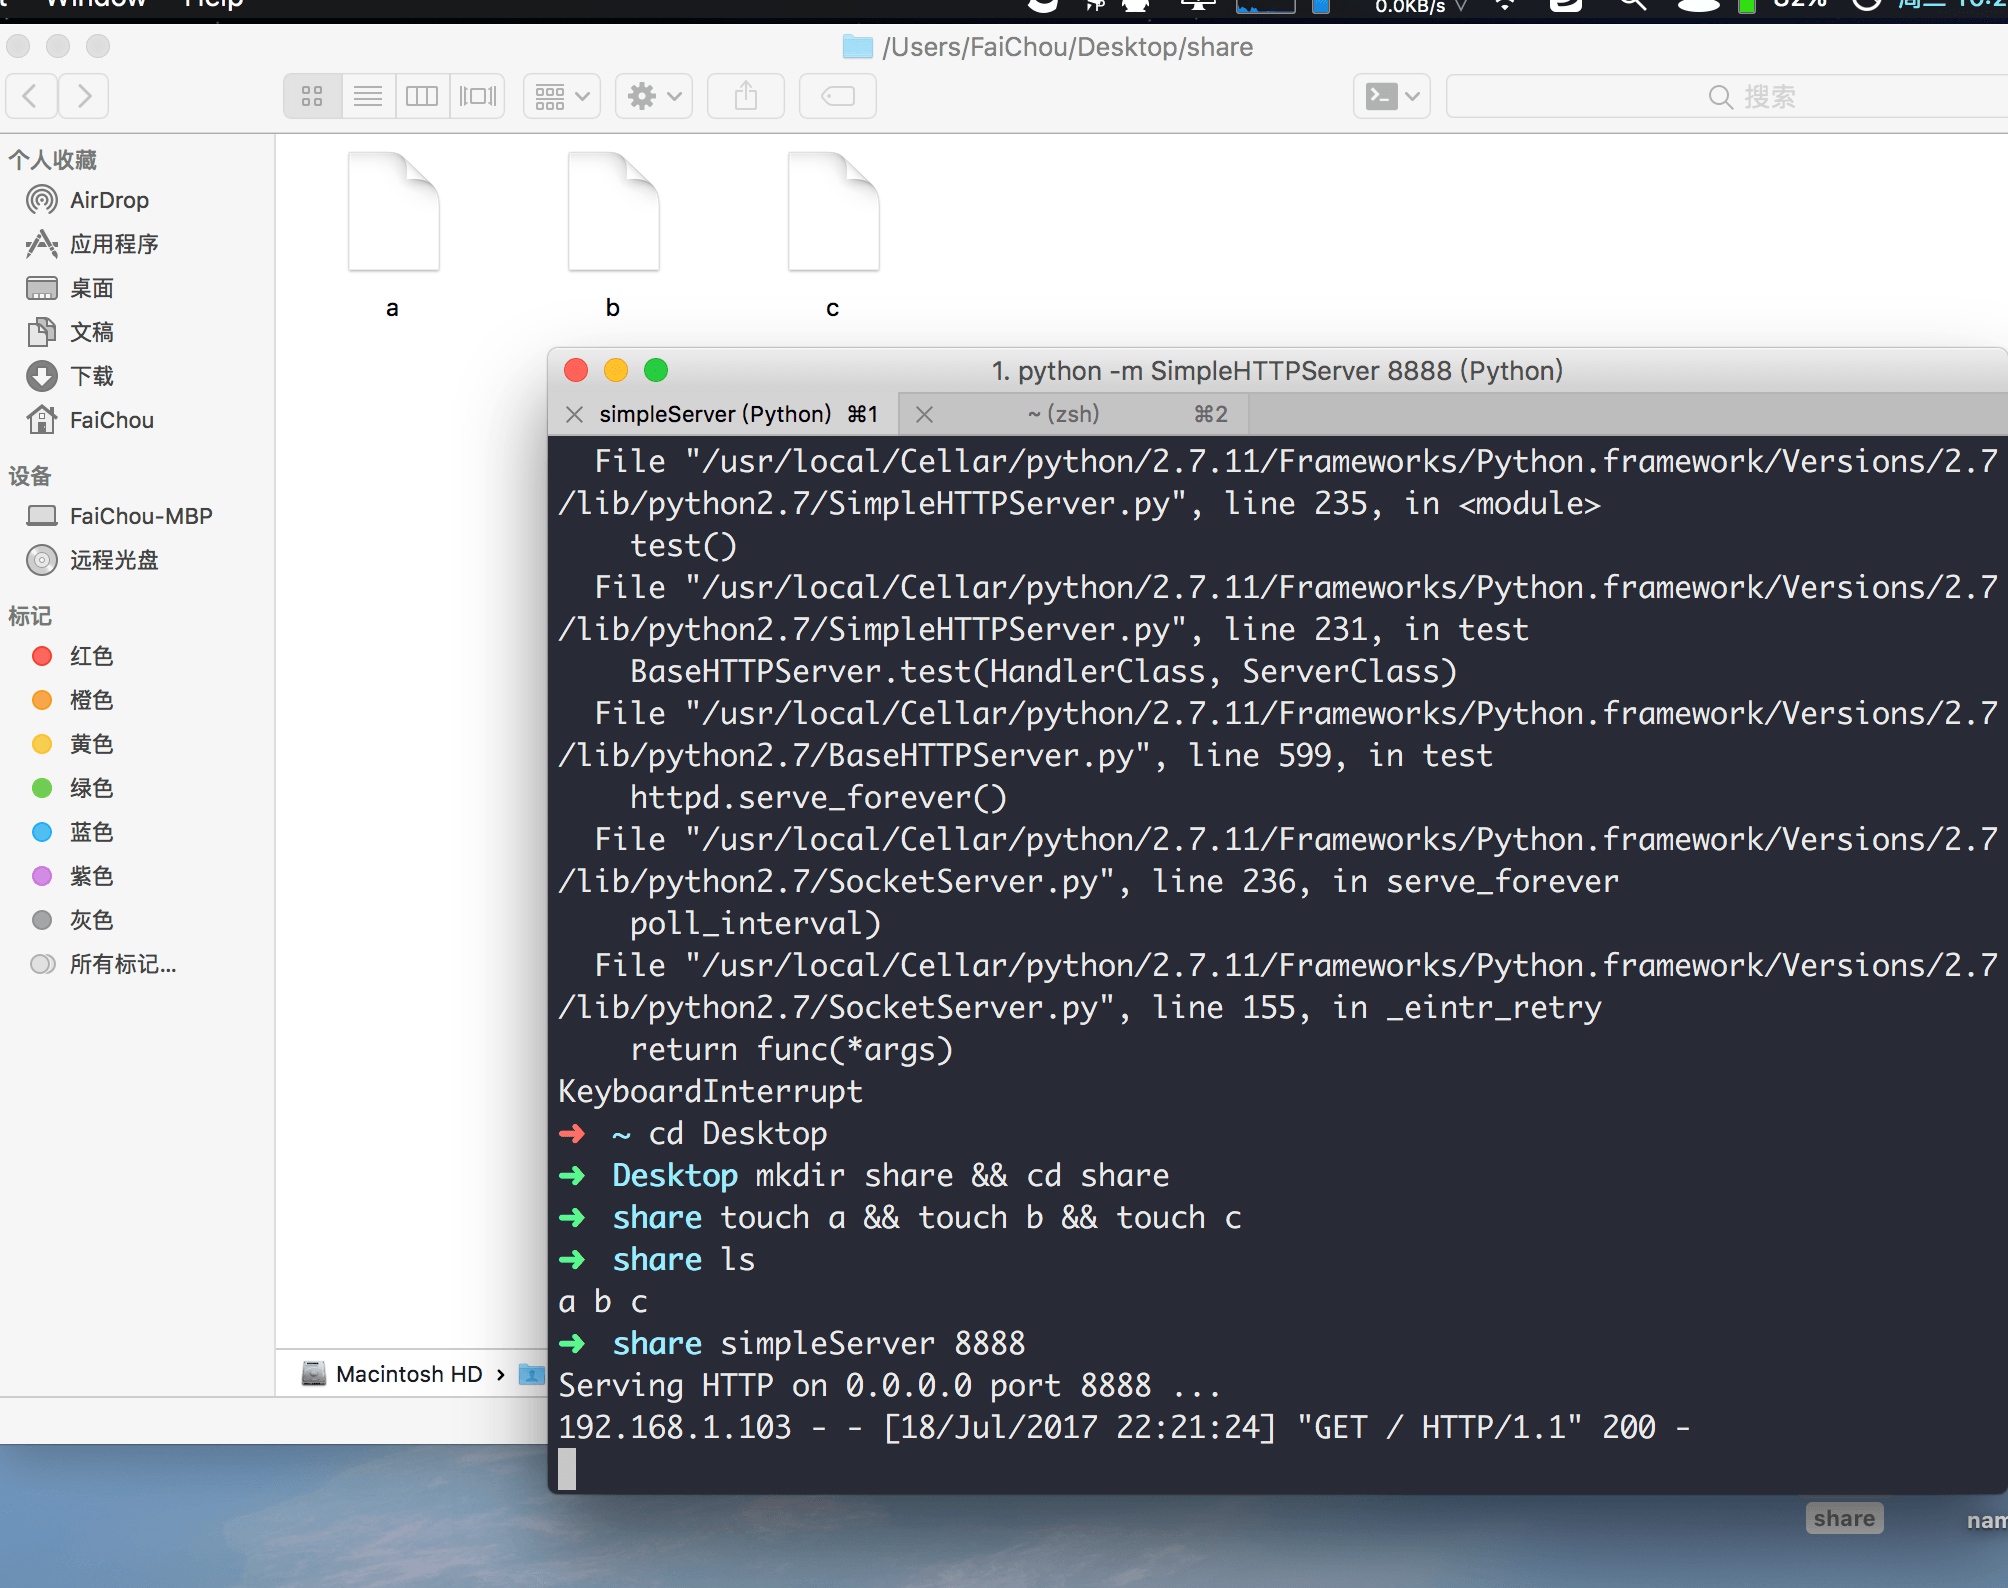 Window Help
0.0KB/s
82%
/Users/FaiChou/Desktop/share
搜索
个人收藏
AirDrop
应用程序
桌面
文稿
下载
FaiChou
设备
FaiChou-MBP
远程光盘
标记
红色
橙色
黄色
绿色
蓝色
紫色
灰色
所有标记...
a b c
Macintosh HD
1. python -m SimpleHTTPServer 8888 (Python)
simpleServer (Python) ⌘1 ~ (zsh) ⌘2
File "/usr/local/Cellar/python/2.7.11/Frameworks/Python.framework/Versions/2.7
/lib/python2.7/SimpleHTTPServer.py", line 235, in <module>
test()
File "/usr/local/Cellar/python/2.7.11/Frameworks/Python.framework/Versions/2.7
/lib/python2.7/SimpleHTTPServer.py", line 231, in test
BaseHTTPServer.test(HandlerClass, ServerClass)
File "/usr/local/Cellar/python/2.7.11/Frameworks/Python.framework/Versions/2.7
/lib/python2.7/BaseHTTPServer.py", line 599, in test
httpd.serve_forever()
File "/usr/local/Cellar/python/2.7.11/Frameworks/Python.framework/Versions/2.7
/lib/python2.7/SocketServer.py", line 236, in serve_forever
poll_interval)
File "/usr/local/Cellar/python/2.7.11/Frameworks/Python.framework/Versions/2.7
/lib/python2.7/SocketServer.py", line 155, in _eintr_retry
return func(*args)
KeyboardInterrupt
➜ ~ cd Desktop
➜ Desktop mkdir share && cd share
➜ share touch a && touch b && touch c
➜ share ls
a b c
➜ share simpleServer 8888
Serving HTTP on 0.0.0.0 port 8888 ...
192.168.1.103 - - [18/Jul/2017 22:21:24] "GET / HTTP/1.1" 200 -
share